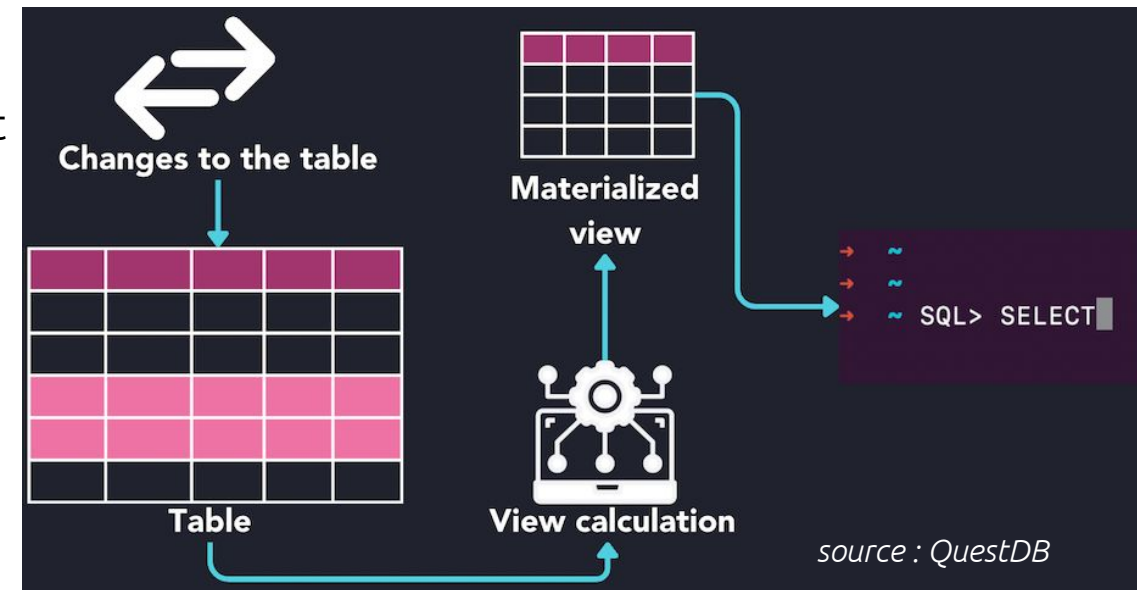 t
Changes to the table
Table
View calculation
Materialized
view
➜ ~
➜ ~
➜ ~ SQL> SELECT
source : QuestDB